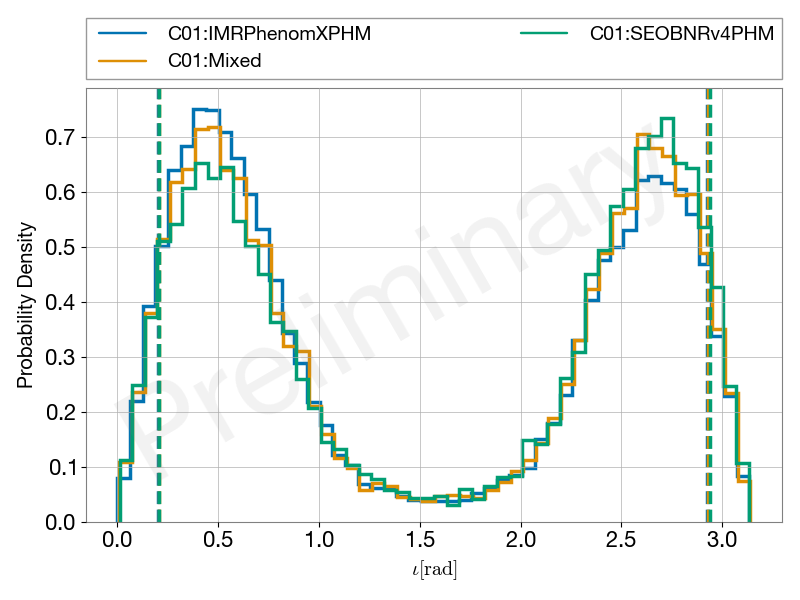 C01:IMRPhenomXPHM
C01:Mixed
C01:SEOBNRv4PHM
Preliminary
Probability Density
0.7
0.6
0.5
0.4
0.3
0.2
0.1
0.0
0.0 0.5 1.0 1.5 2.0 2.5 3.0
ι[rad]